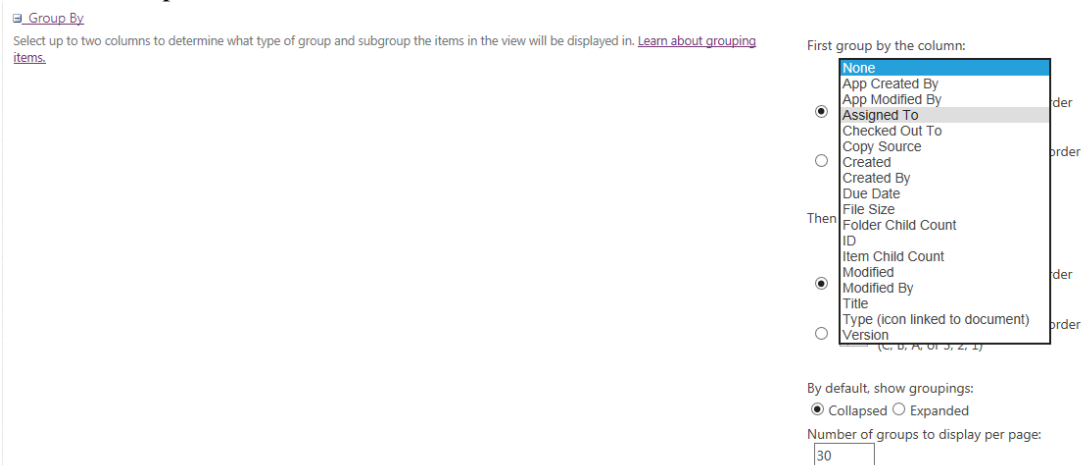 Group By
Select up to two columns to determine what type of group and subgroup the items in the view will be displayed in. Learn about grouping
items.
First group by the column:
None
App Created By
App Modified By
Assigned To
Checked Out To
Copy Source
Created
Created By
Due Date
File Size
Folder Child Count
ID
Item Child Count
Modified
Modified By
Title
Type (icon linked to document)
Version
order
Then
order
(C, B, A, or 3, 2, 1)
By default, show groupings:
Collapsed Expanded
Number of groups to display per page:
30